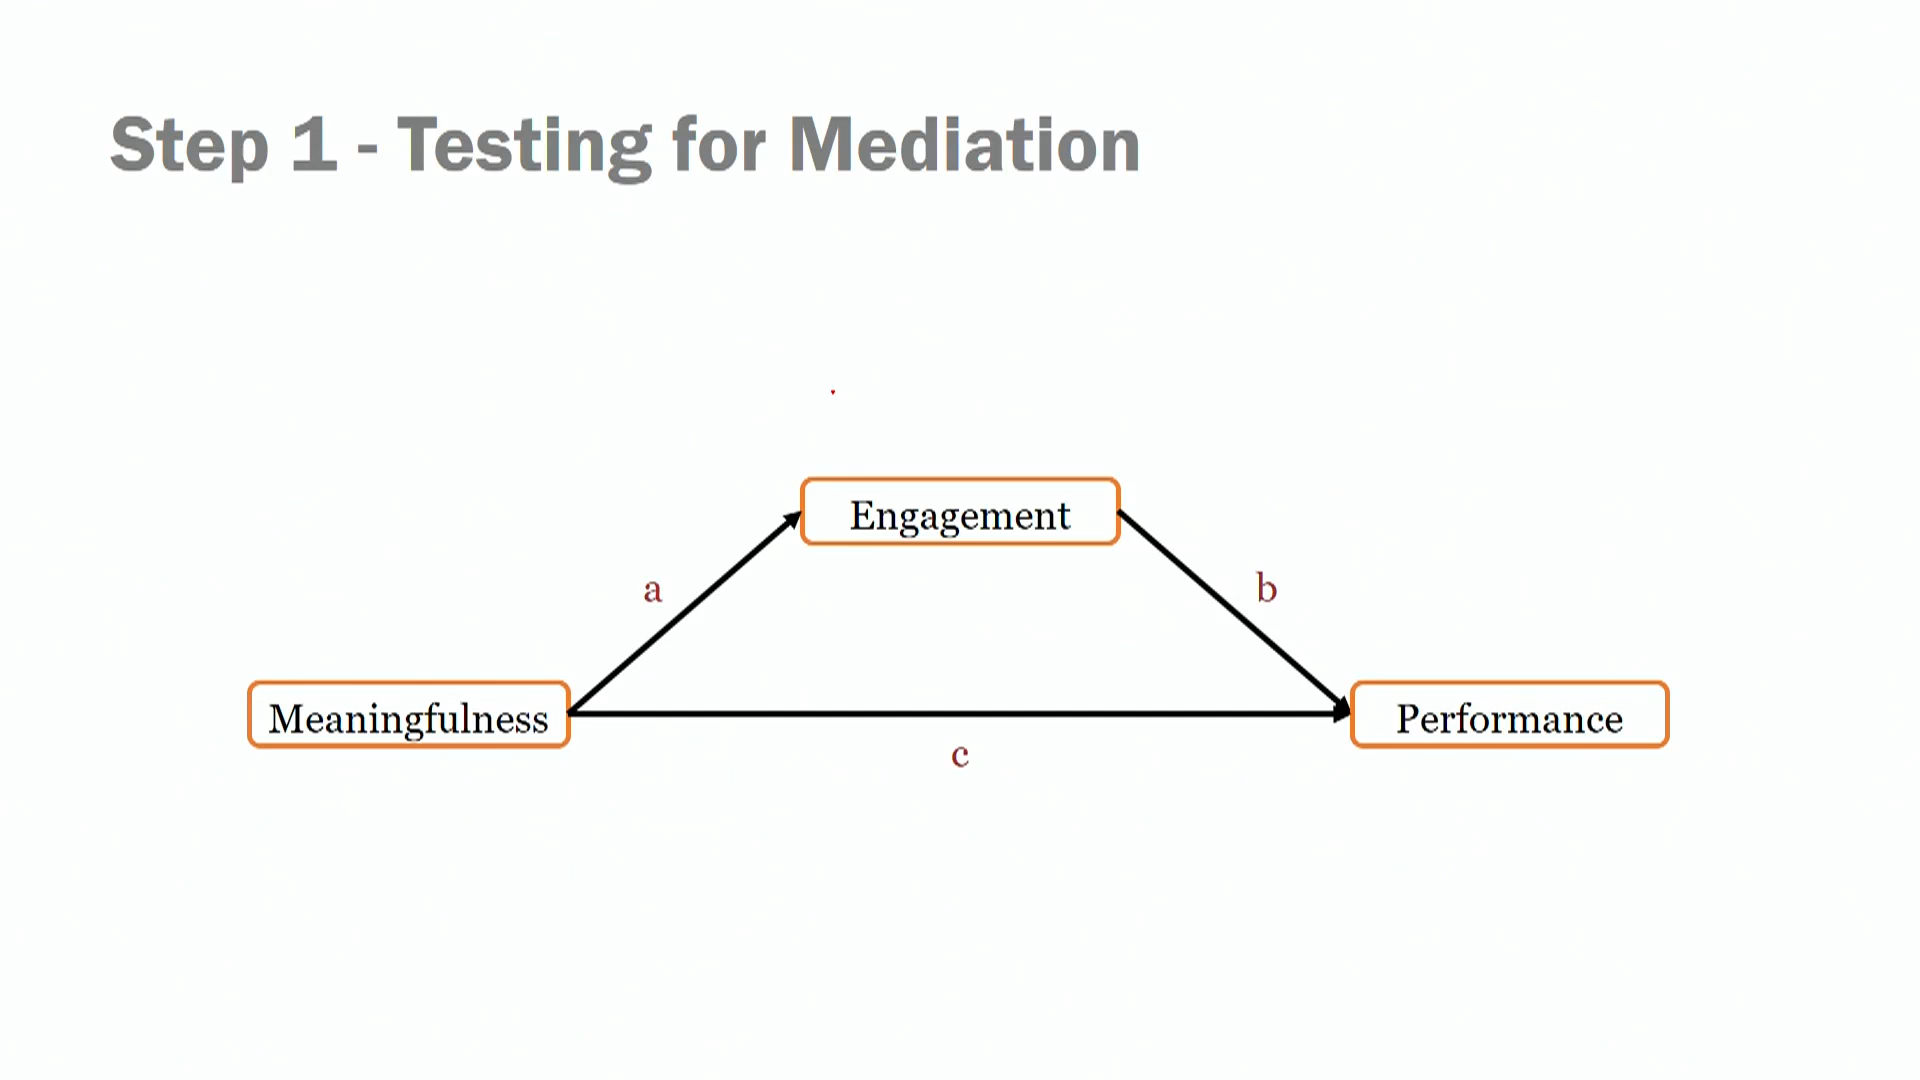 Step 1 - Testing for Mediation
Engagement
a
b
Meaningfulness
Performance
c